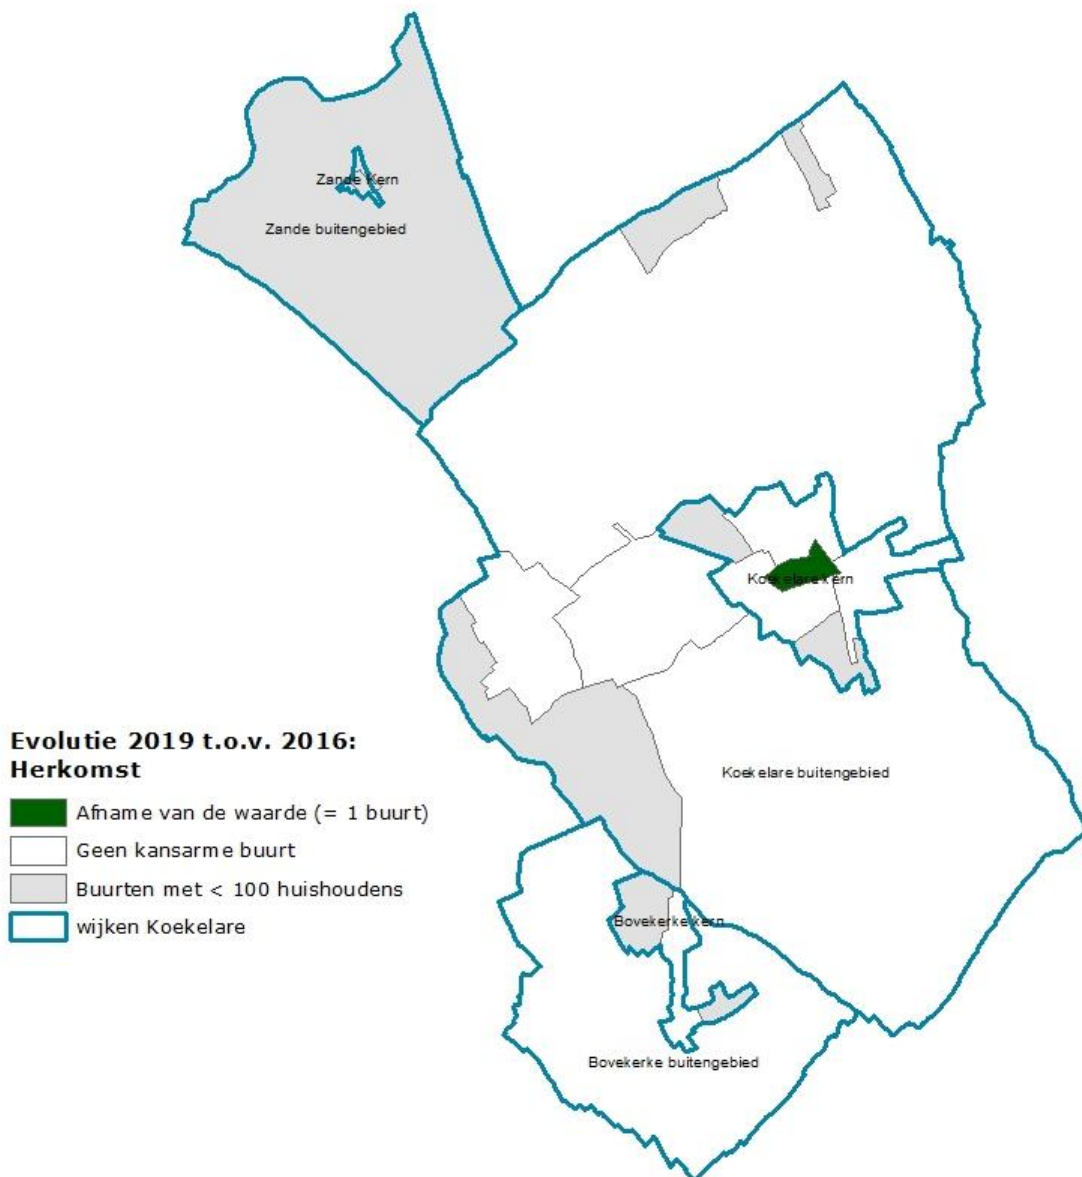 Zande Kern
Zande buitengebied
Koekelare kern
Evolutie 2019 t.o.v. 2016:
Herkomst
Koekelare buitengebied
Afname van de waarde (= 1 buurt)
Geen kansarme buurt
Buurten met < 100 huishoudens
wijken Koekelare
Bovekerke kern
Bovekerke buitengebied